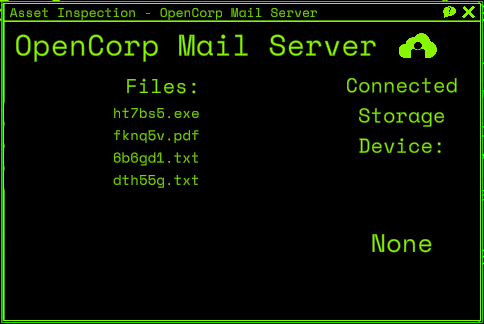 Asset Inspection - OpenCorp Mail Server
OpenCorp Mail Server
Files:
ht7bs5.exe
fknq5v.pdf
6b6gd1.txt
dth55g.txt
Connected
Storage
Device:
None